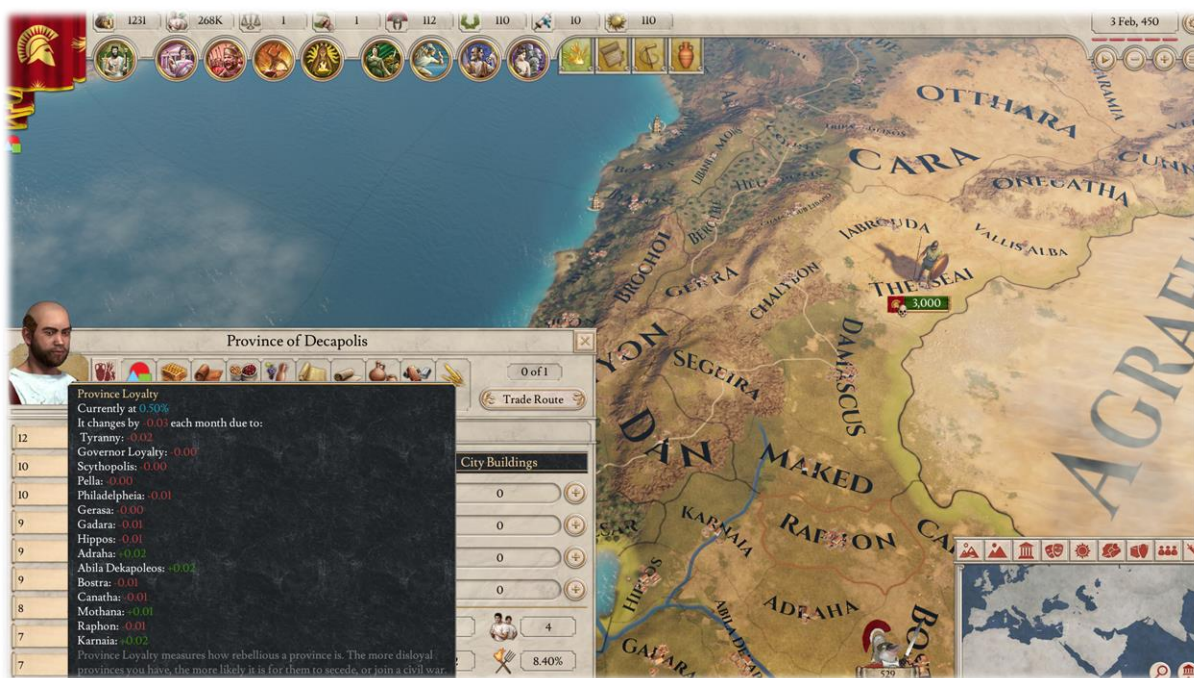 1231
268K
1
1
112
110
10
110
3 Feb, 450
OTTHARA
CARA
ONEGATHA
IABROUDA
VALLIS ALBA
BRGCHOI
GEERA
CHALYBON
3,000
AGRAE
DAMASCUS
SEGEIRA
DÁN
MAKED
KARNAIA
RAPHON
ADRAHA
HIPPOS
GADARA
529
Province of Decapolis
0 of 1
Trade Route
City Buildings
0
0
0
0
4
8.40%
12
10
10
9
9
9
8
7
7
Province Loyalty
Currently at 0.50%
It changes by -0.03 each month due to:
Tyranny: -0.02
Governor Loyalty: -0.00
Scythopolis: -0.00
Pella: -0.00
Philadelpheia: -0.01
Gerasa: -0.00
Gadara: -0.01
Hippos: -0.01
Adraha: +0.02
Abila Dekapoleos: +0.02
Bostra: -0.01
Canatha: -0.01
Mothana: +0.01
Raphon: -0.01
Karnaia: +0.02
Province Loyalty measures how rebellious a province is. The more disloyal
provinces you have, the more likely it is for them to secede, or join a civil war.